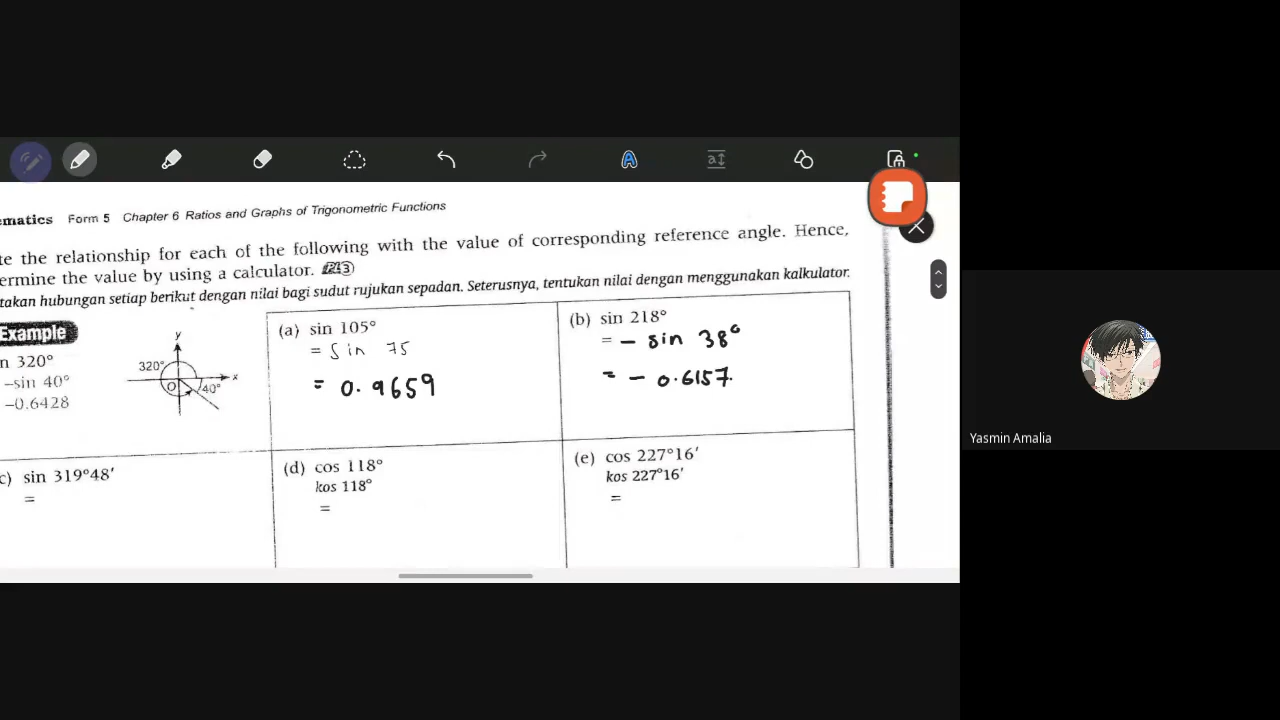 ematics Form 5 Chapter 6 Ratios and Graphs of Trigonometric Functions
te the relationship for each of the following with the value of corresponding reference angle. Hence,
ermine the value by using a calculator.
takan hubungan setiap berikut dengan nilai bagi sudut rujukan sepadan. Seterusnya, tentukan nilai dengan menggunakan kalkulator.
Example
n 320°
–sin 40°
–0.6428
y
320°
O
x
40°
(a) sin 105°
= Sin 75
= 0.9659
(b) sin 218°
= – sin 38°
= – 0.6157.
c) sin 319°48′
=
(d) cos 118°
kos 118°
=
(e) cos 227°16′
kos 227°16′
=
Yasmin Amalia